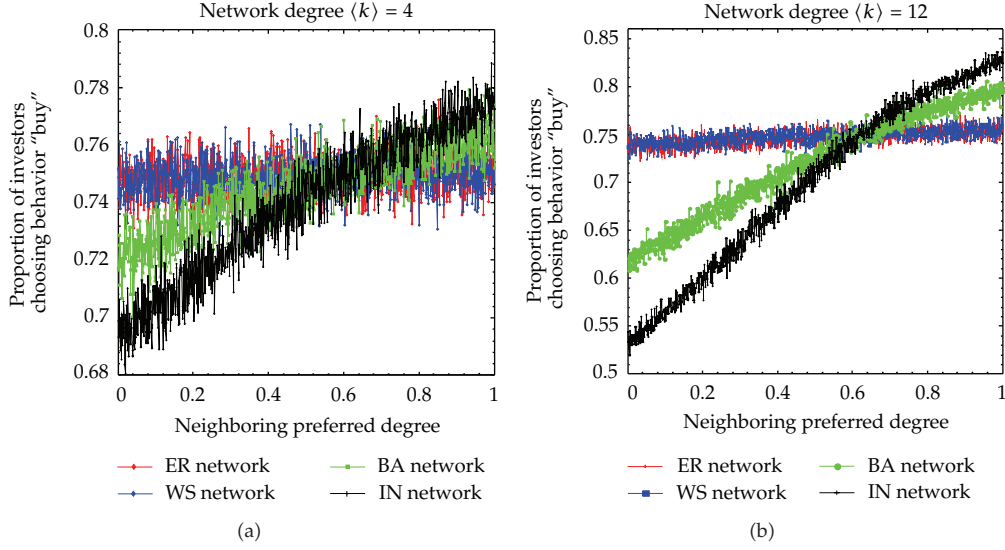 Network degree ⟨k⟩ = 4
0.8
0.78
0.76
0.74
0.72
0.7
0.68
Proportion of investors
choosing behavior “buy”
0 0.2 0.4 0.6 0.8 1
Neighboring preferred degree
ER network BA network
WS network IN network
(a)
Network degree ⟨k⟩ = 12
0.85
0.8
0.75
0.7
0.65
0.6
0.55
0.5
Proportion of investors
choosing behavior “buy”
0 0.2 0.4 0.6 0.8 1
Neighboring preferred degree
ER network BA network
WS network IN network
(b)